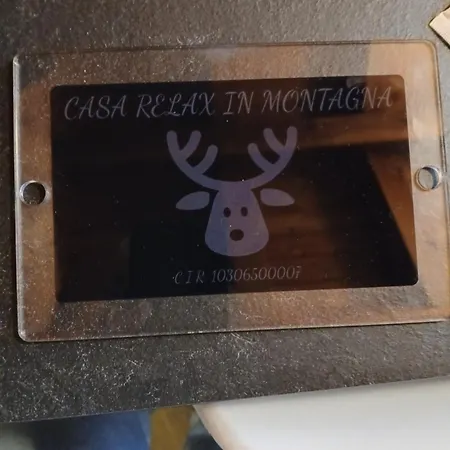 CASA RELAX IN MONTAGNA
C.I.R. 10306500007